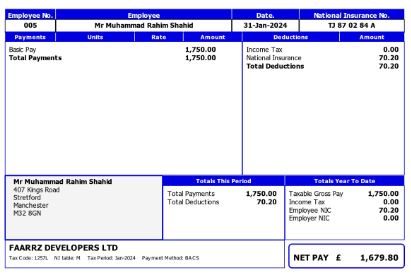 Employee No. Employee Date. National Insurance No.
005 Mr Muhammad Rahim Shahid 31-Jan-2024 TJ 87 02 84 A
Payments Units Rate Amount Deductions Amount
Basic Pay 1,750.00 Income Tax 0.00
Total Payments 1,750.00 National Insurance 70.20
Total Deductions 70.20
Mr Muhammad Rahim Shahid
407 Kings Road
Stretford
Manchester
M32 8GN
Totals This Period
Total Payments 1,750.00
Total Deductions 70.20
Totals Year To Date
Taxable Gross Pay 1,750.00
Income Tax 0.00
Employee NIC 70.20
Employer NIC 0.00
FAARRZ DEVELOPERS LTD
Tax Code: 1257L NI table: M Tax Period: Jan-2024 Payment Method: BACS
NET PAY £ 1,679.80